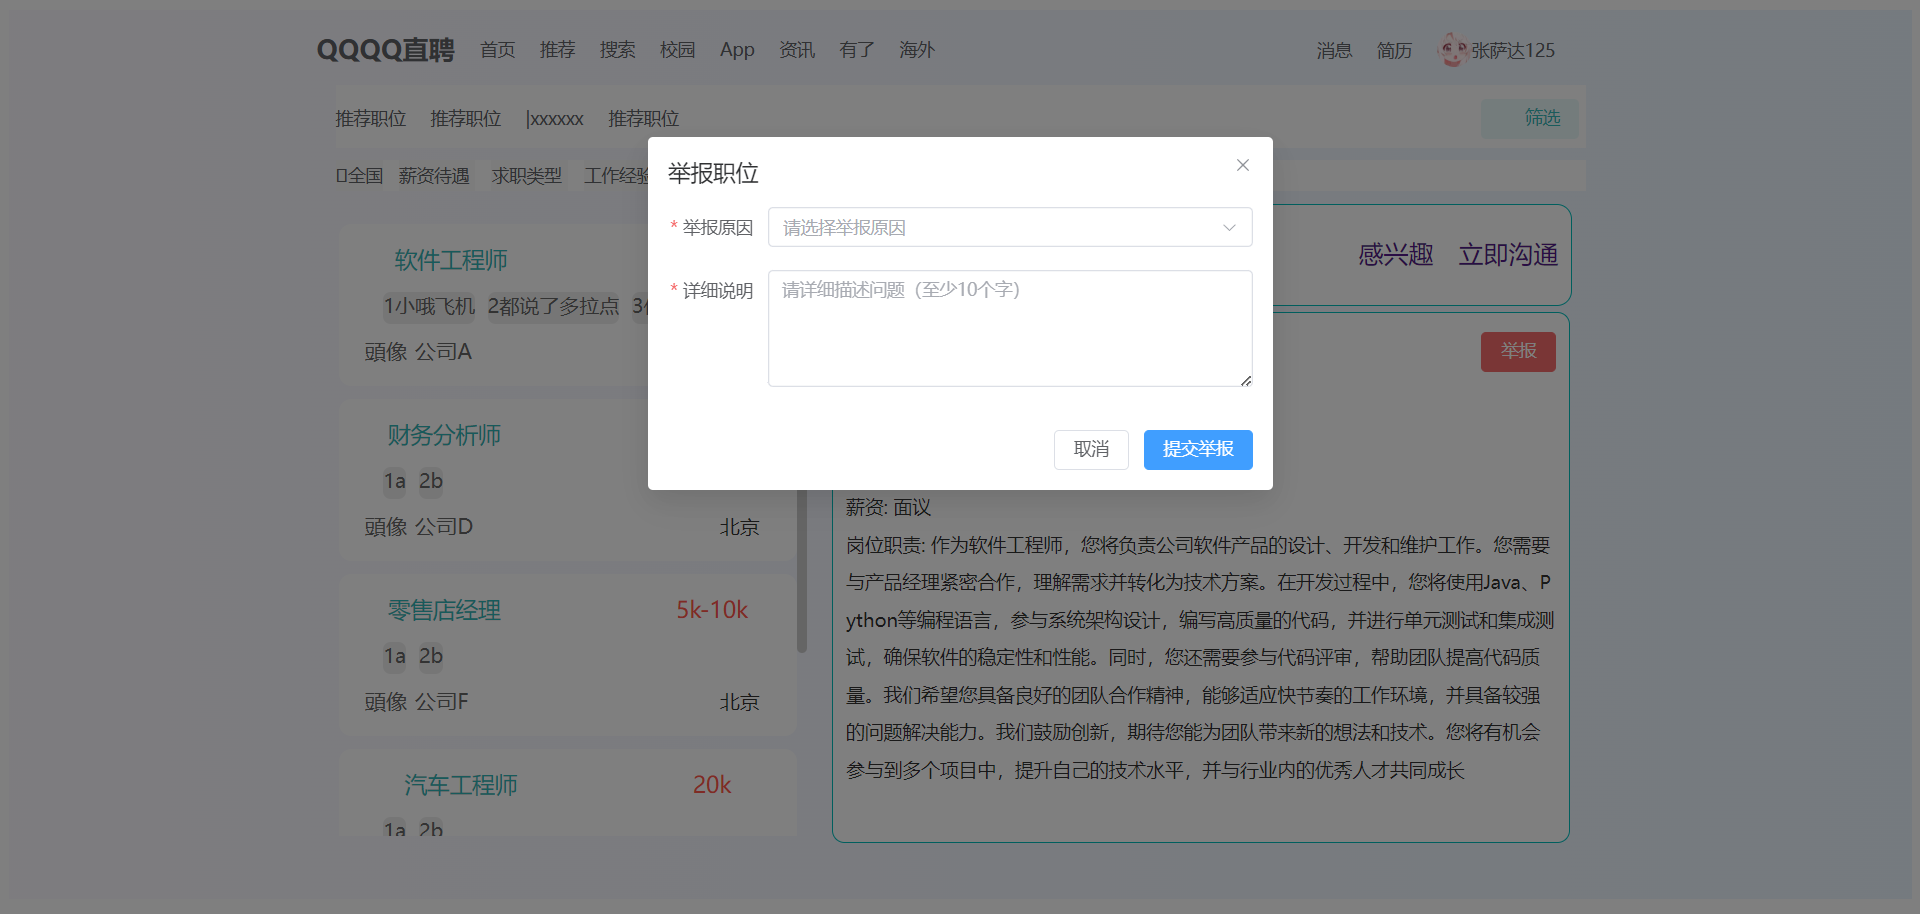 QQQQ直聘 首页 推荐 搜索 校园 App 资讯 有了 海外 消息 简历 张萨达125
推荐职位 推荐职位 |xxxxxx 推荐职位 筛选
全国 薪资待遇 求职类型 工作经验
举报职位
* 举报原因 请选择举报原因
* 详细说明 请详细描述问题（至少10个字）
取消 提交举报
软件工程师
1小哦飞机 2都说了多拉点
頭像 公司A
财务分析师
1a 2b
頭像 公司D 北京
零售店经理 5k-10k
1a 2b
頭像 公司F 北京
汽车工程师 20k
1a 2b
感兴趣 立即沟通
举报
薪资: 面议
岗位职责: 作为软件工程师，您将负责公司软件产品的设计、开发和维护工作。您需要
与产品经理紧密合作，理解需求并转化为技术方案。在开发过程中，您将使用Java、P
ython等编程语言，参与系统架构设计，编写高质量的代码，并进行单元测试和集成测
试，确保软件的稳定性和性能。同时，您还需要参与代码评审，帮助团队提高代码质
量。我们希望您具备良好的团队合作精神，能够适应快节奏的工作环境，并具备较强
的问题解决能力。我们鼓励创新，期待您能为团队带来新的想法和技术。您将有机会
参与到多个项目中，提升自己的技术水平，并与行业内的优秀人才共同成长